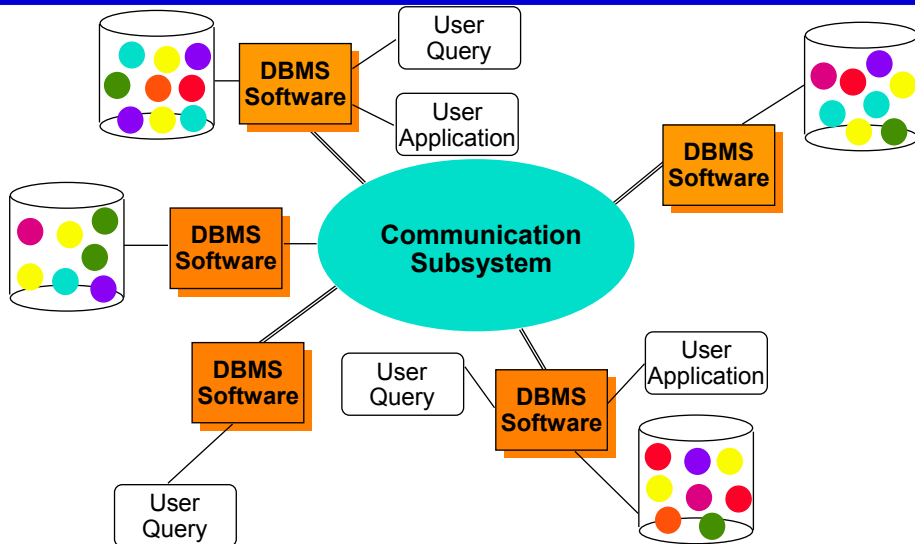 User
Query
DBMS
Software
User
Application
DBMS
Software
DBMS
Software
Communication
Subsystem
DBMS
Software
User
Query
DBMS
Software
User
Application
User
Query